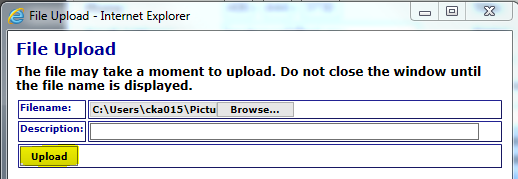 File Upload - Internet Explorer
File Upload
The file may take a moment to upload. Do not close the window until
the file name is displayed.
Filename: C:\Users\cka015\Pictu Browse...
Description:
Upload